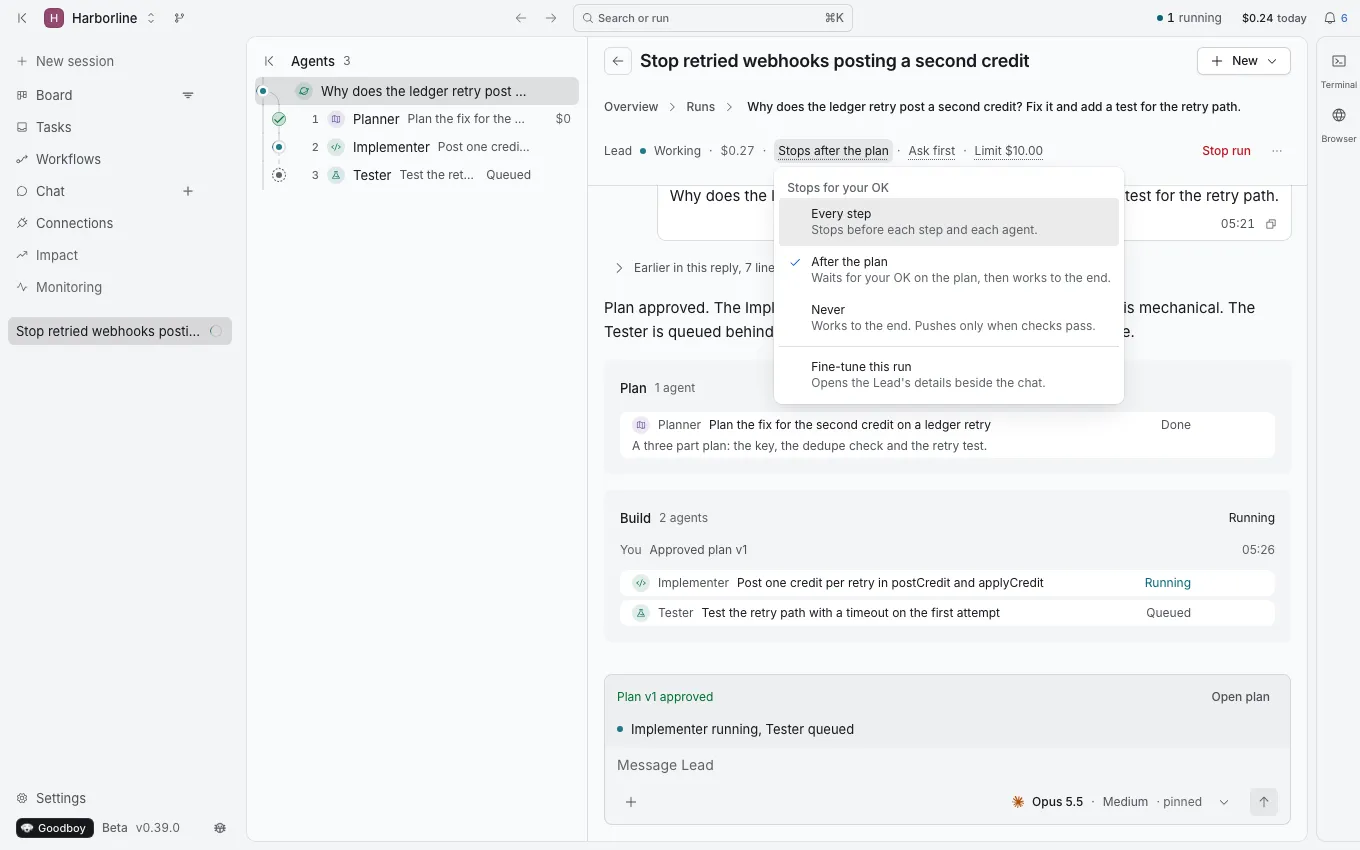 H Harborline
Search or run ⌘K
1 running
$0.24 today
6
New session
Board
Tasks
Workflows
Chat
Connections
Impact
Monitoring
Stop retried webhooks posti...
Settings
Goodboy Beta v0.39.0
Agents 3
Why does the ledger retry post ...
1 Planner Plan the fix for the ... $0
2 Implementer Post one credi...
3 Tester Test the ret... Queued
Stop retried webhooks posting a second credit
New
Overview Runs Why does the ledger retry post a second credit? Fix it and add a test for the retry path.
Lead Working · $0.27 · Stops after the plan · Ask first · Limit $10.00
Stop run
Why does the test for the retry path.
05:21
Stops for your OK
Every step
Stops before each step and each agent.
After the plan
Waits for your OK on the plan, then works to the end.
Never
Works to the end. Pushes only when checks pass.
Fine-tune this run
Opens the Lead's details beside the chat.
Earlier in this reply, 7 line
Plan approved. The is mechanical. The
Tester is queued behind
Plan 1 agent
Planner Plan the fix for the second credit on a ledger retry Done
A three part plan: the key, the dedupe check and the retry test.
Build 2 agents Running
You Approved plan v1 05:26
Implementer Post one credit per retry in postCredit and applyCredit Running
Tester Test the retry path with a timeout on the first attempt Queued
Plan v1 approved Open plan
Implementer running, Tester queued
Message Lead
Opus 5.5 · Medium · pinned
Terminal
Browser